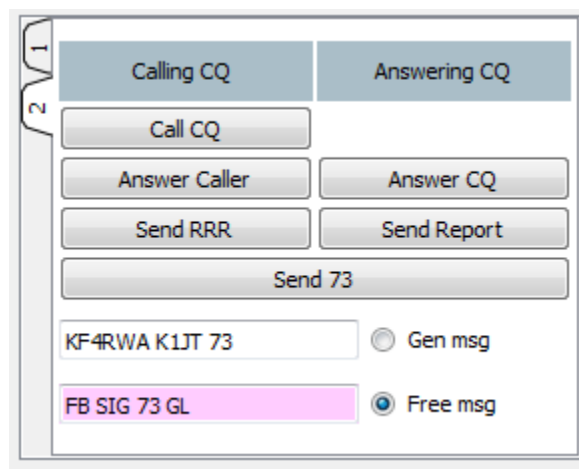 1
2
Calling CQ Answering CQ
Call CQ
Answer Caller Answer CQ
Send RRR Send Report
Send 73
KF4RWA K1JT 73 Gen msg
FB SIG 73 GL Free msg